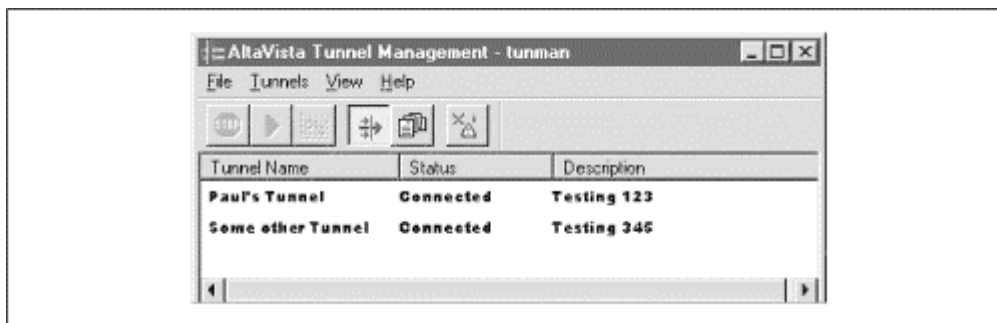 AltaVista Tunnel Management - tunman
File Tunnels View Help
STOP
Tunnel Name Status Description
Paul's Tunnel Connected Testing 123
Some other Tunnel Connected Testing 345